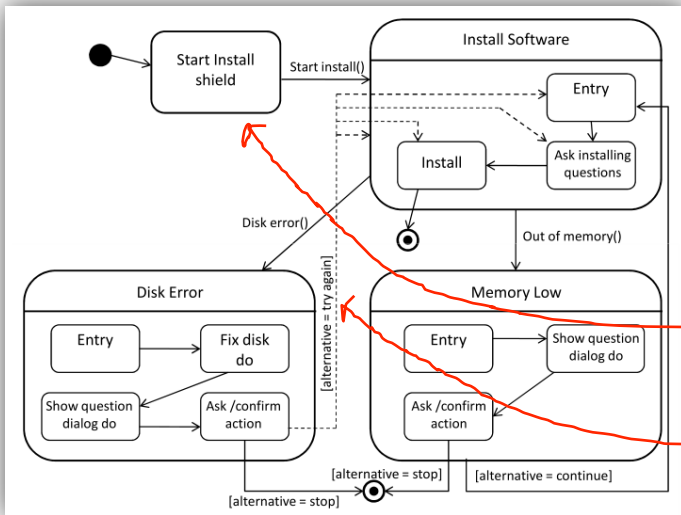 Install Software
Start Install
shield
Start install()
Entry
Install
Ask installing
questions
Disk error()
Out of memory()
[alternative = try again]
Disk Error
Entry
Fix disk
do
Show question
dialog do
Ask /confirm
action
Memory Low
Entry
Show question
dialog do
Ask /confirm
action
[alternative = stop]
[alternative = stop]
[alternative = continue]